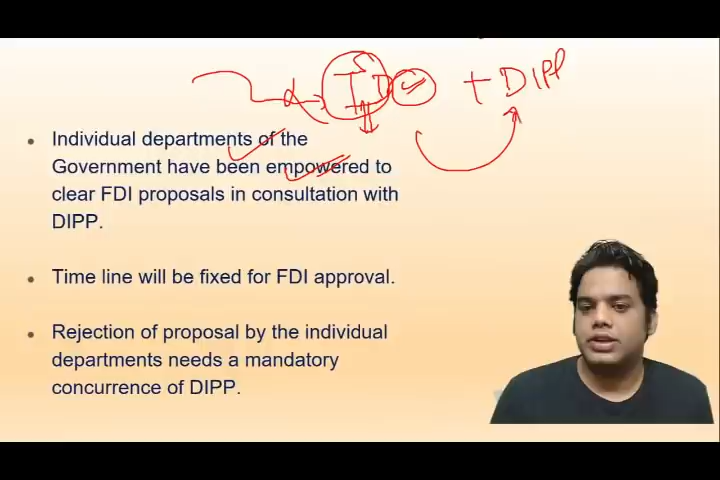 + DIPP
Individual departments of the
Government have been empowered to
clear FDI proposals in consultation with
DIPP.
Time line will be fixed for FDI approval.
Rejection of proposal by the individual
departments needs a mandatory
concurrence of DIPP.